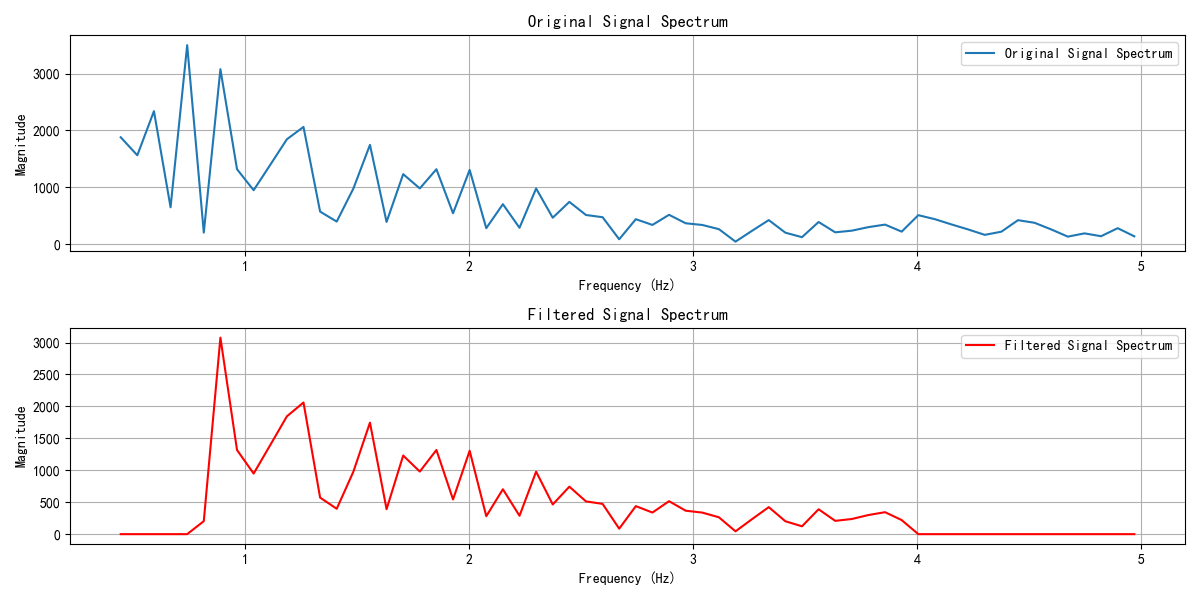 Original Signal Spectrum
Original Signal Spectrum
Magnitude
3000
2000
1000
0
1 2 3 4 5
Frequency (Hz)
Filtered Signal Spectrum
Filtered Signal Spectrum
Magnitude
3000
2500
2000
1500
1000
500
0
1 2 3 4 5
Frequency (Hz)